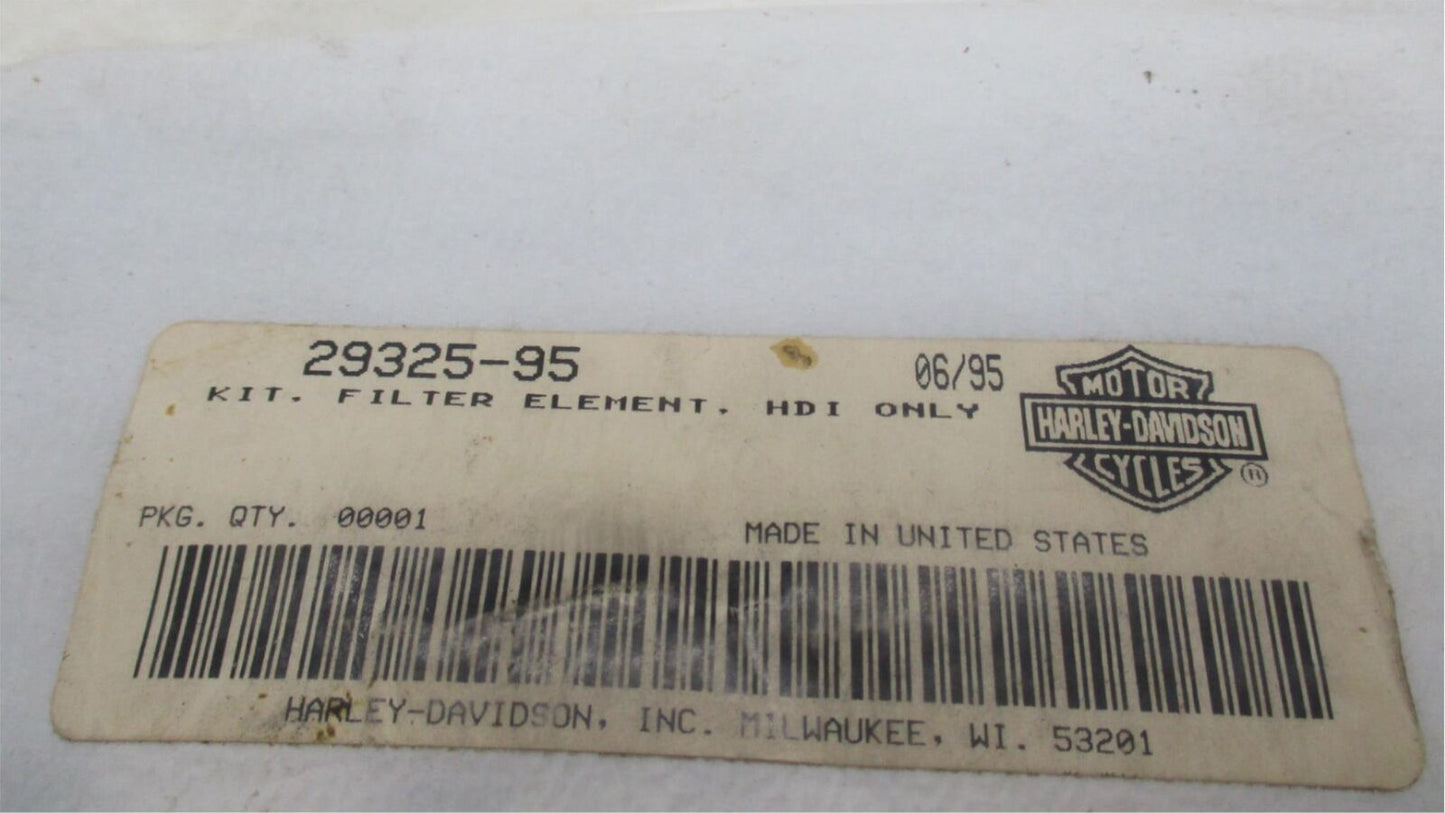 29325-95
06/95
KIT. FILTER ELEMENT. HDI ONLY
MOTOR
HARLEY-DAVIDSON
CYCLES
®
PKG. QTY. 00001
MADE IN UNITED STATES
HARLEY-DAVIDSON, INC. MILWAUKEE, WI. 53201